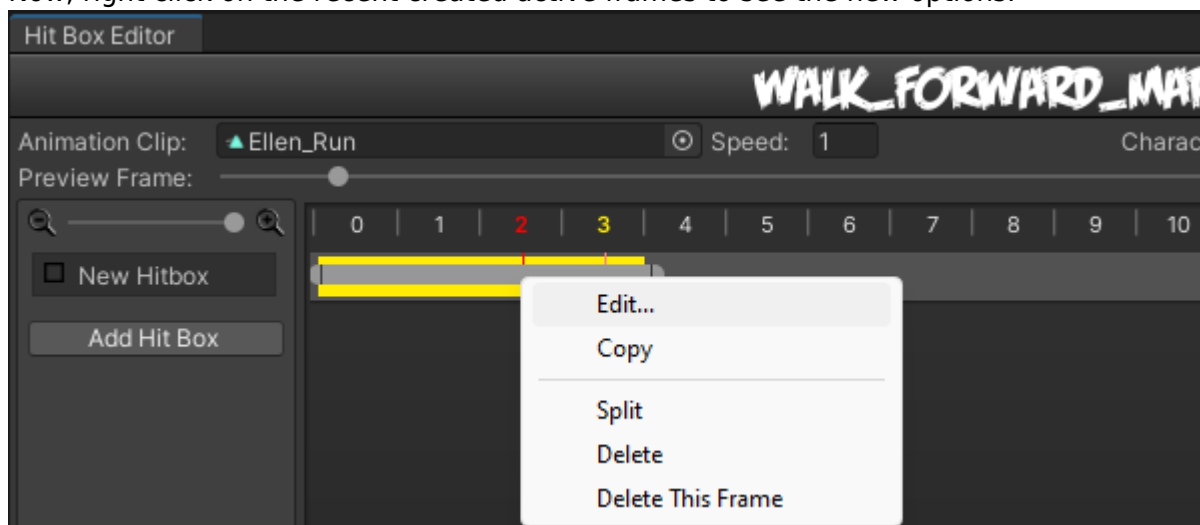 Now, right click on the recent created active frames to see the new options:
Hit Box Editor
WALK_FORWARD_
Animation Clip: Ellen_Run Speed: 1 Charac
Preview Frame:
0 1 2 3 4 5 6 7 8 9 10
New Hitbox
Add Hit Box
Edit...
Copy
Split
Delete
Delete This Frame